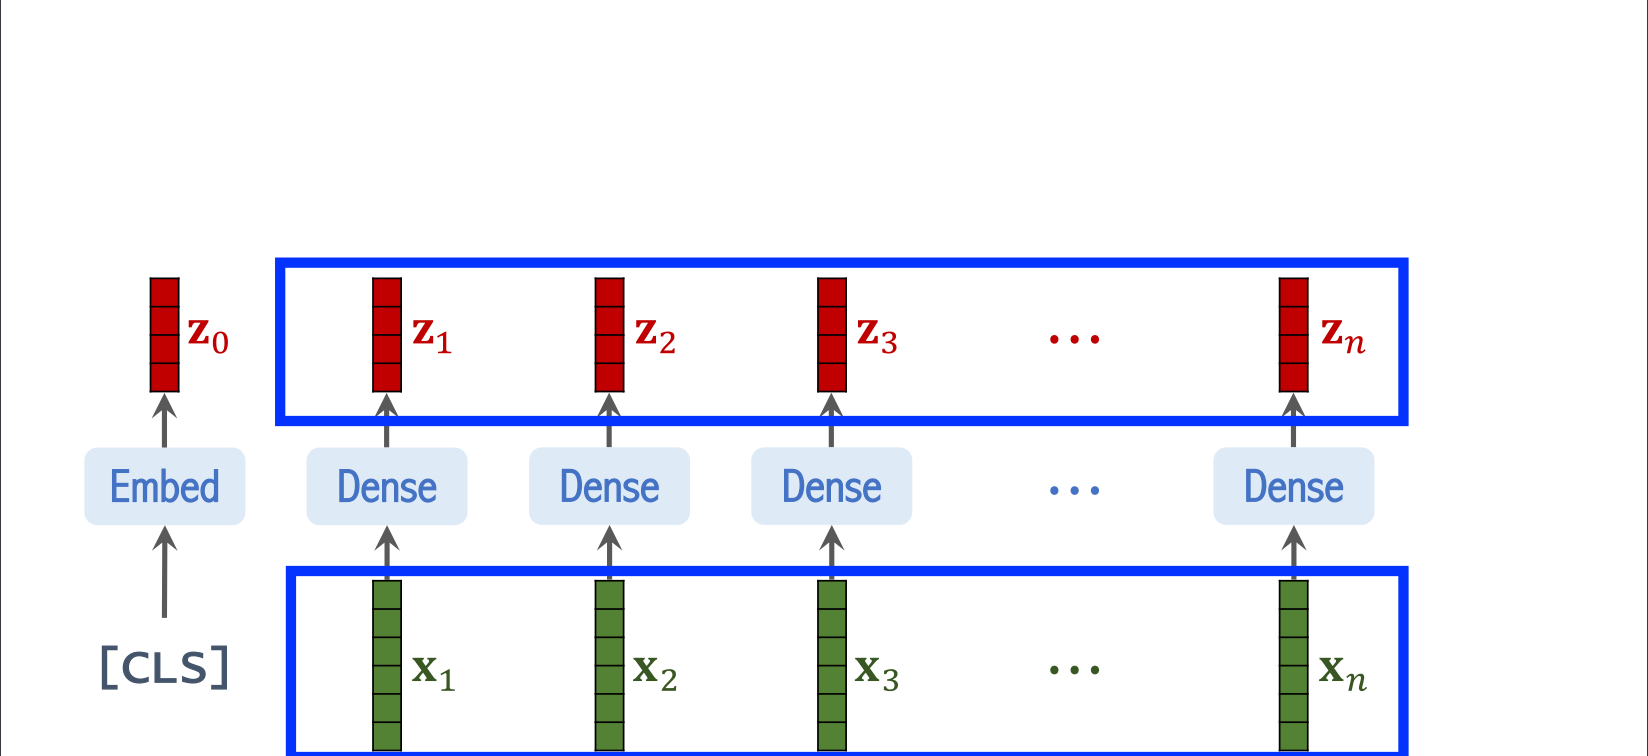 z₀ z₁ z₂ z₃ ... zₙ
Embed Dense Dense Dense ... Dense
[CLS] x₁ x₂ x₃ ... xₙ